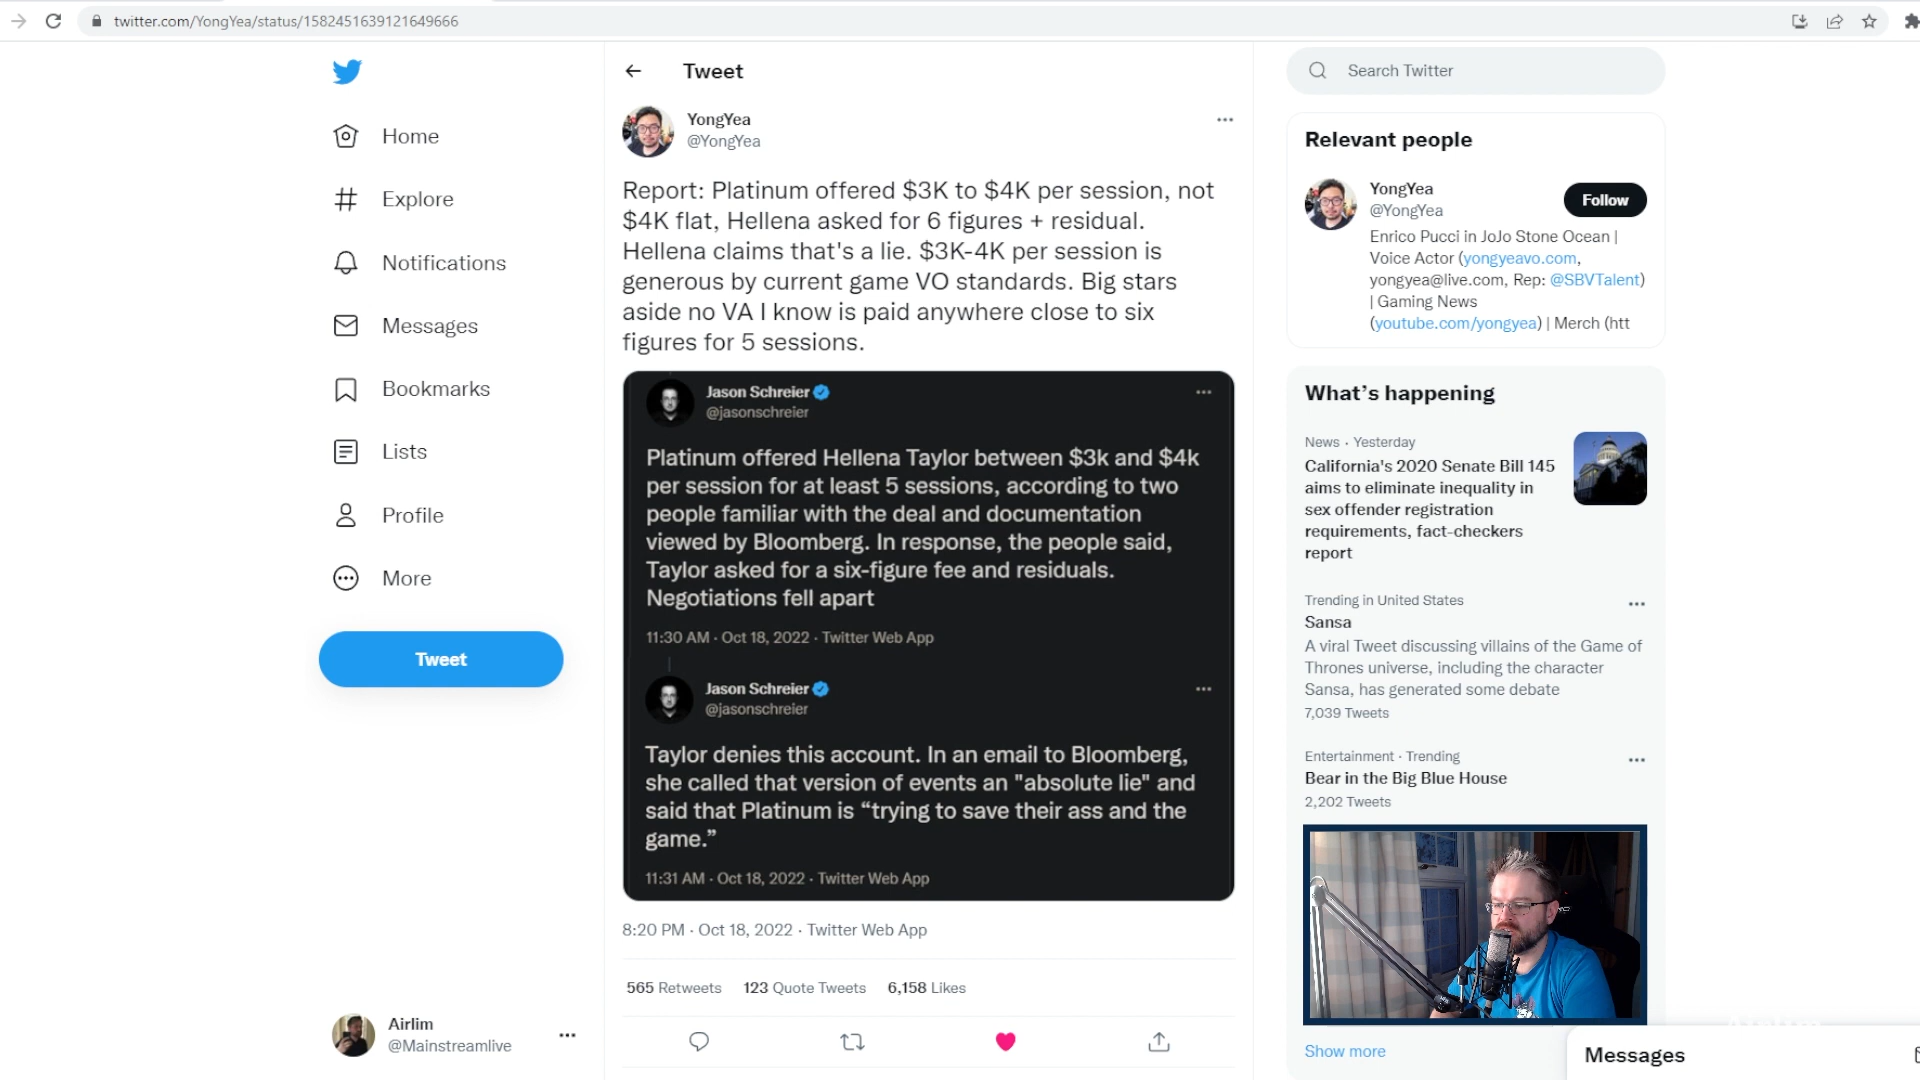 twitter.com/YongYea/status/1582451639121649666
Home
Explore
Notifications
Messages
Bookmarks
Lists
Profile
More
Tweet
Airlim
@Mainstreamlive
Tweet
YongYea
@YongYea
Report: Platinum offered $3K to $4K per session, not
$4K flat, Hellena asked for 6 figures + residual.
Hellena claims that's a lie. $3K-4K per session is
generous by current game VO standards. Big stars
aside no VA I know is paid anywhere close to six
figures for 5 sessions.
Jason Schreier
@jasonschreier
Platinum offered Hellena Taylor between $3k and $4k
per session for at least 5 sessions, according to two
people familiar with the deal and documentation
viewed by Bloomberg. In response, the people said,
Taylor asked for a six-figure fee and residuals.
Negotiations fell apart
11:30 AM · Oct 18, 2022 · Twitter Web App
Jason Schreier
@jasonschreier
Taylor denies this account. In an email to Bloomberg,
she called that version of events an "absolute lie" and
said that Platinum is “trying to save their ass and the
game.”
11:31 AM · Oct 18, 2022 · Twitter Web App
8:20 PM · Oct 18, 2022 · Twitter Web App
565 Retweets 123 Quote Tweets 6,158 Likes
Search Twitter
Relevant people
YongYea
@YongYea
Follow
Enrico Pucci in JoJo Stone Ocean |
Voice Actor (yongyeavo.com,
yongyea@live.com, Rep: @SBVTalent)
| Gaming News
(youtube.com/yongyea) | Merch (htt
What’s happening
News · Yesterday
California's 2020 Senate Bill 145
aims to eliminate inequality in
sex offender registration
requirements, fact-checkers
report
Trending in United States
Sansa
A viral Tweet discussing villains of the Game of
Thrones universe, including the character
Sansa, has generated some debate
7,039 Tweets
Entertainment · Trending
Bear in the Big Blue House
2,202 Tweets
Show more
Messages